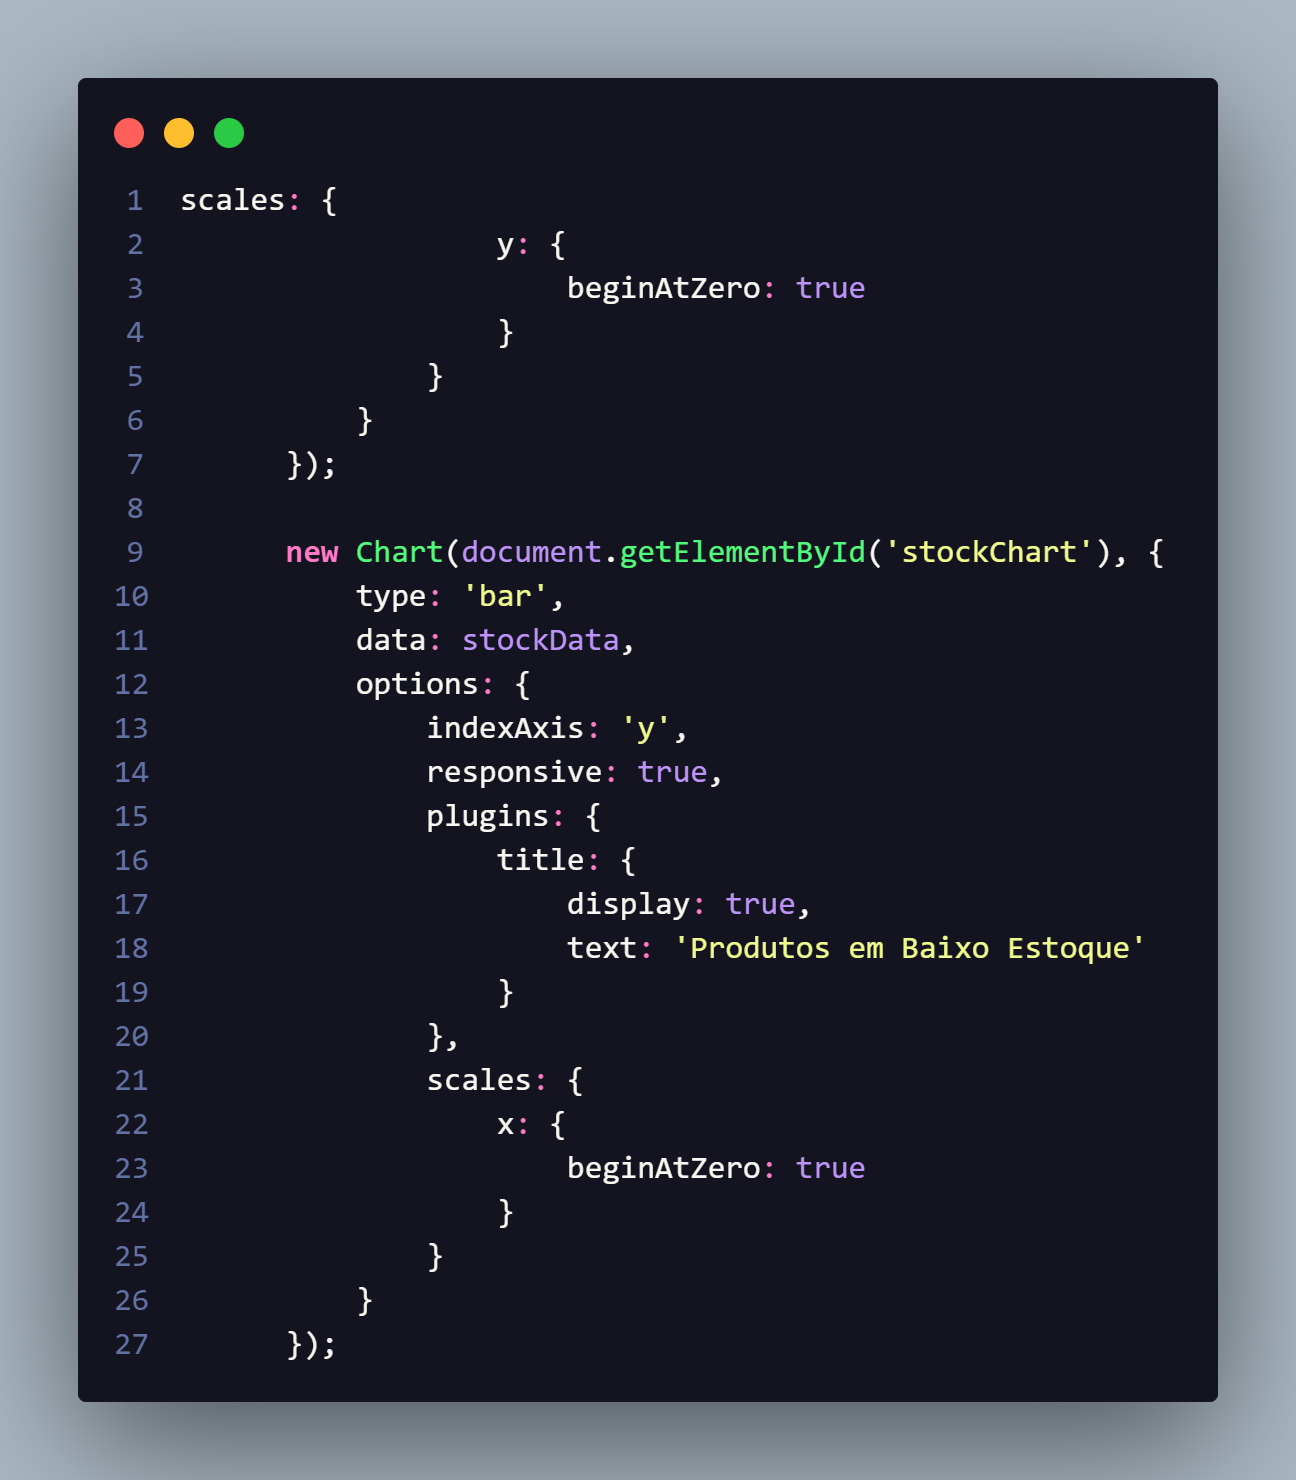 1 scales: {
2 y: {
3 beginAtZero: true
4 }
5 }
6 }
7 });
8
9 new Chart(document.getElementById('stockChart'), {
10 type: 'bar',
11 data: stockData,
12 options: {
13 indexAxis: 'y',
14 responsive: true,
15 plugins: {
16 title: {
17 display: true,
18 text: 'Produtos em Baixo Estoque'
19 }
20 },
21 scales: {
22 x: {
23 beginAtZero: true
24 }
25 }
26 }
27 });